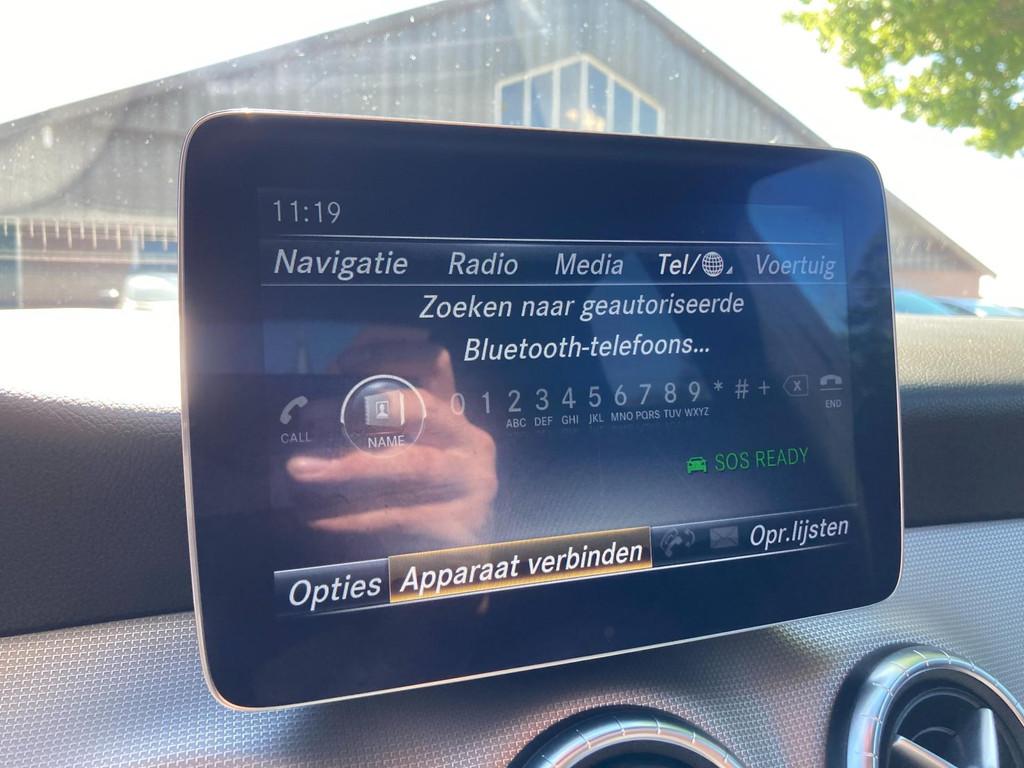 11:19
Navigatie Radio Media Tel/ Voertuig
Zoeken naar geautoriseerde
Bluetooth-telefoons...
0 1 2 3 4 5 6 7 8 9 * # +
ABC DEF GHI JKL MNO PQRS TUV WXYZ
CALL NAME END
SOS READY
Opties Apparaat verbinden Opr.lijsten